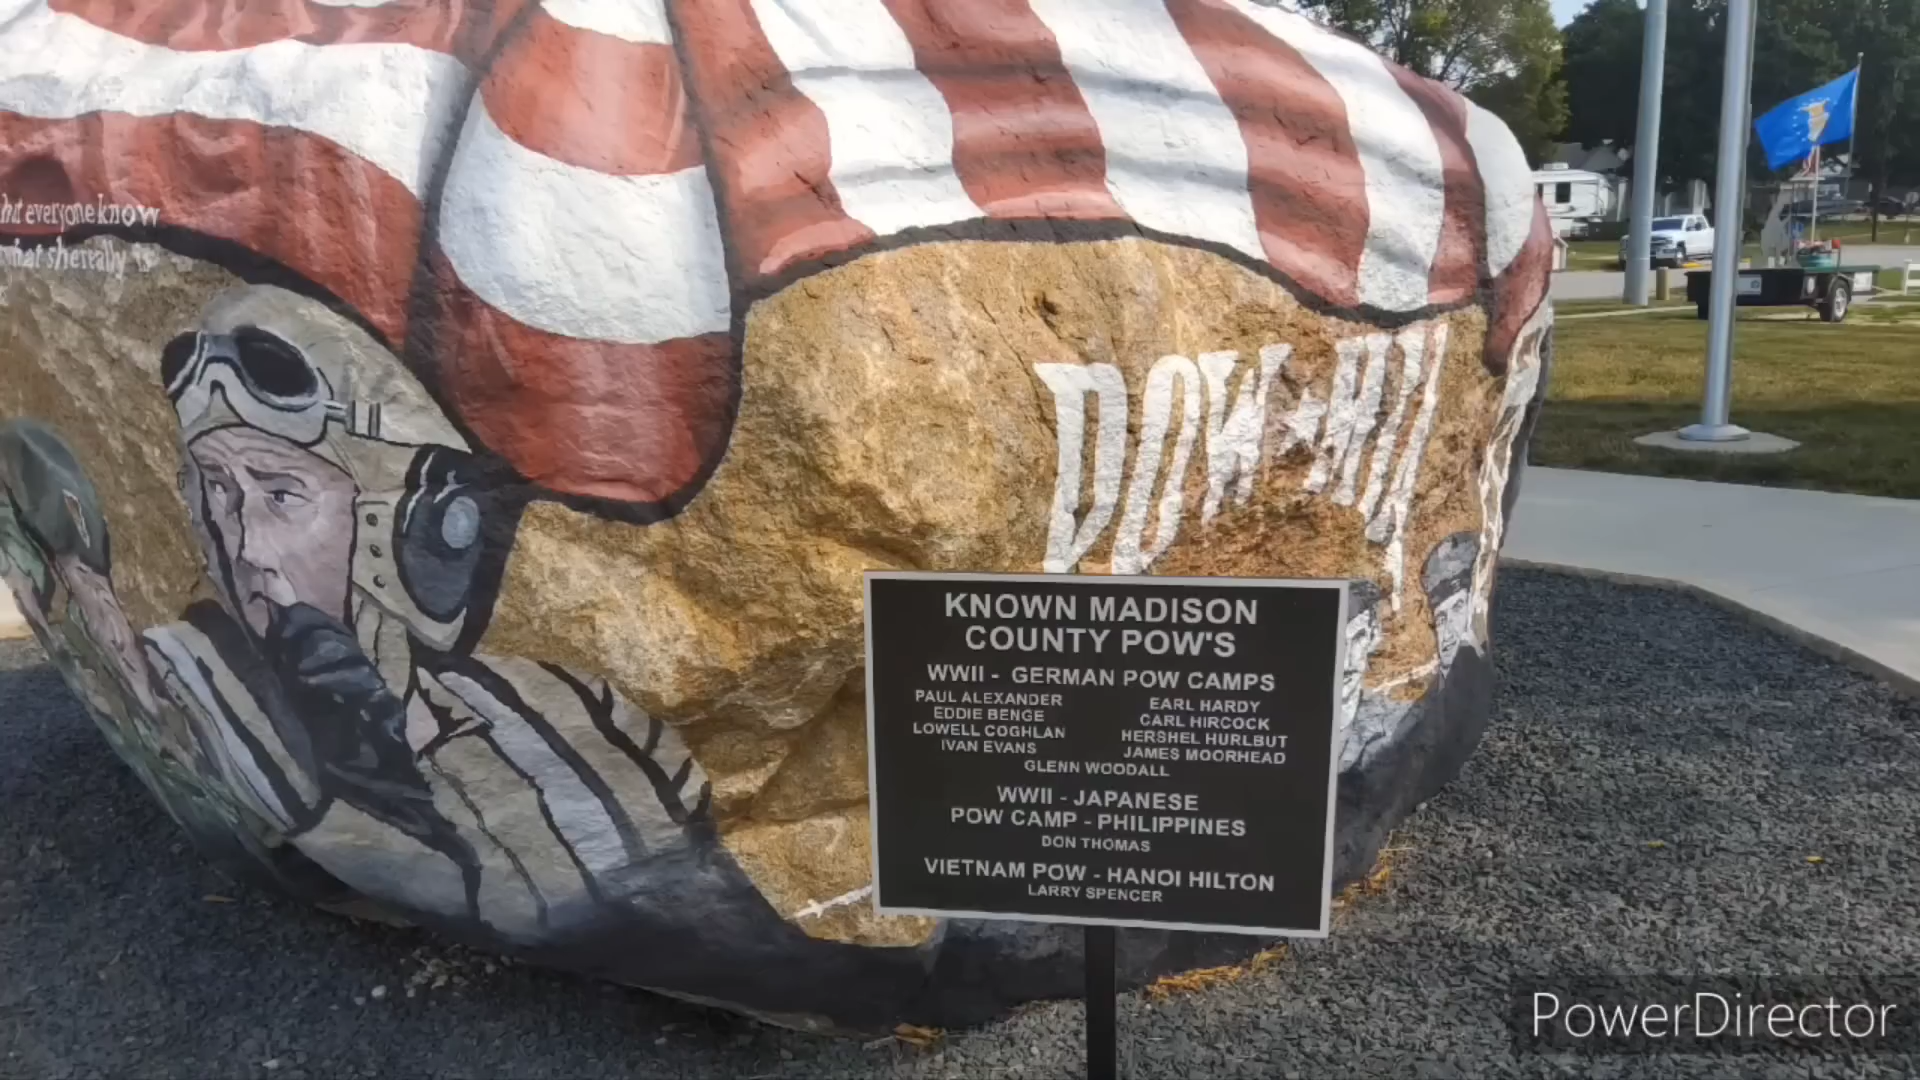 hat everyone know
what she really is
POW★MIA
KNOWN MADISON
COUNTY POW'S
WWII - GERMAN POW CAMPS
PAUL ALEXANDER EARL HARDY
EDDIE BENGE CARL HIRCOCK
LOWELL COGHLAN HERSHEL HURLBUT
IVAN EVANS JAMES MOORHEAD
GLENN WOODALL
WWII - JAPANESE
POW CAMP - PHILIPPINES
DON THOMAS
VIETNAM POW - HANOI HILTON
LARRY SPENCER
PowerDirector